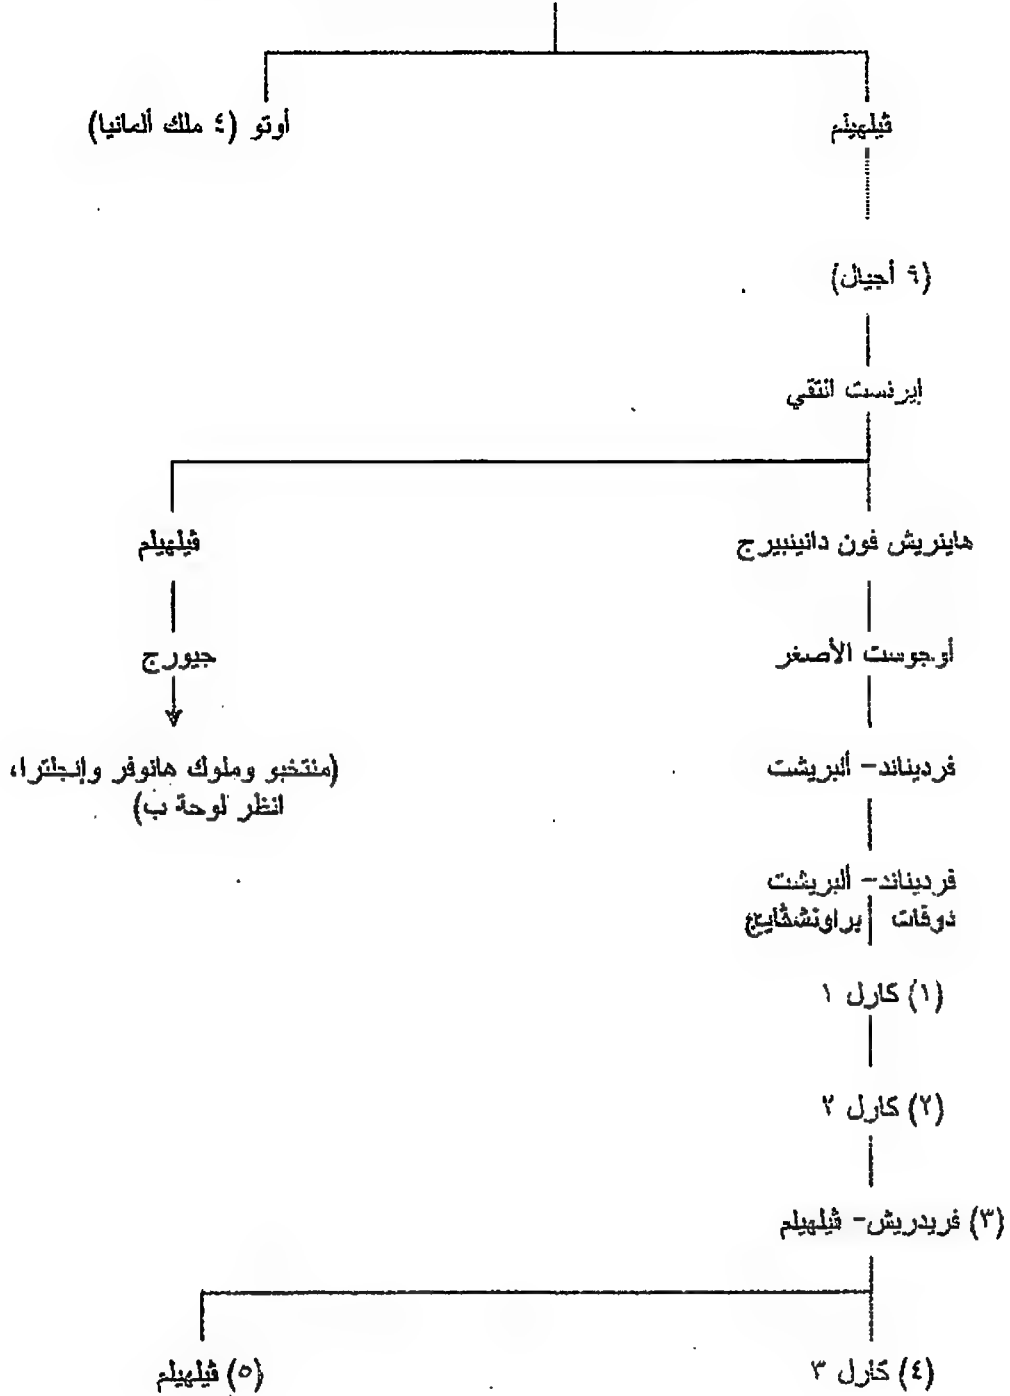 ڤيلهيلم
أوتو (٤ ملك ألمانيا)
(٩ أجيال)
إيرنست التقي
هاينريش فون دانينبيرج
ڤيلهيلم
أوجوست الأصغر
جيورج
فرديناند- ألبريشت
(منتخبو وملوك هانوفر وإنجلترا،
انظر لوحة ب)
فرديناند- ألبريشت
دوقات براونشڤايج
(١) كارل ١
(٢) كارل ٢
(٣) فريدريش- ڤيلهيلم
(٤) كارل ٣
(٥) ڤيلهيلم